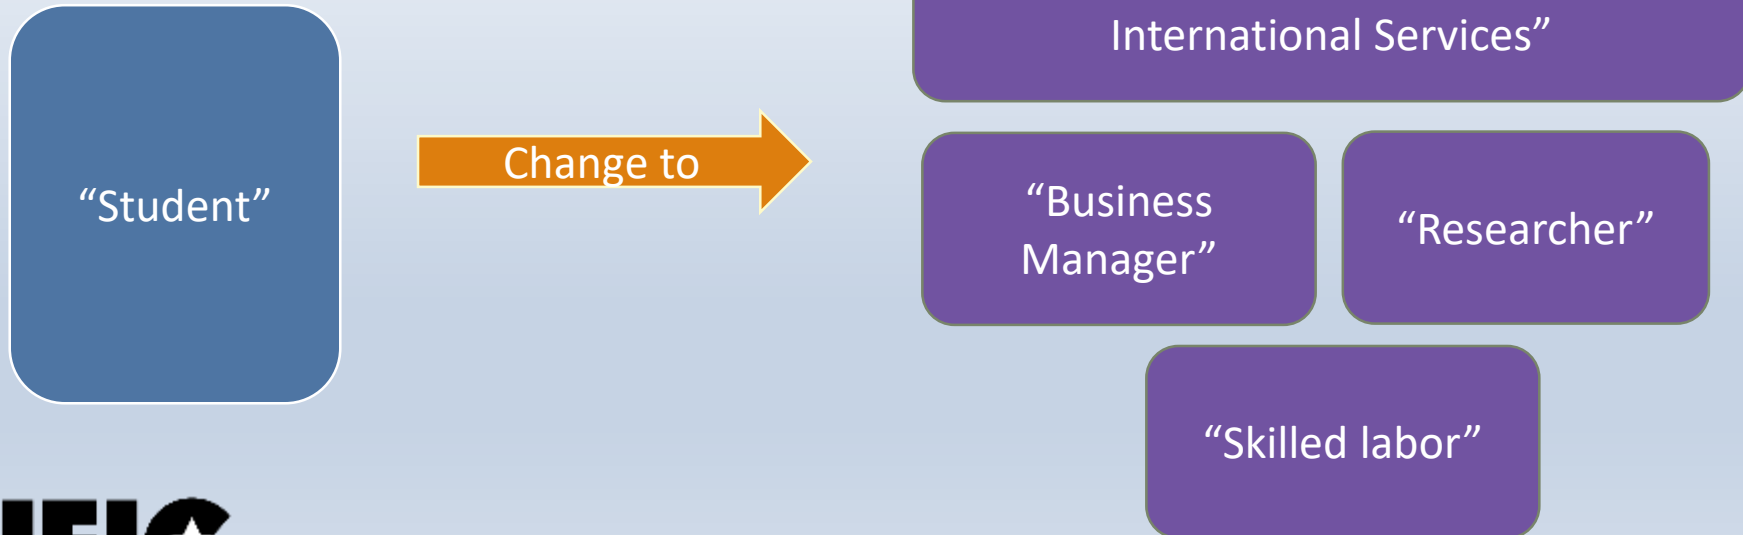 International Services”
“Student”
Change to
“Business
Manager”
“Researcher”
“Skilled labor”